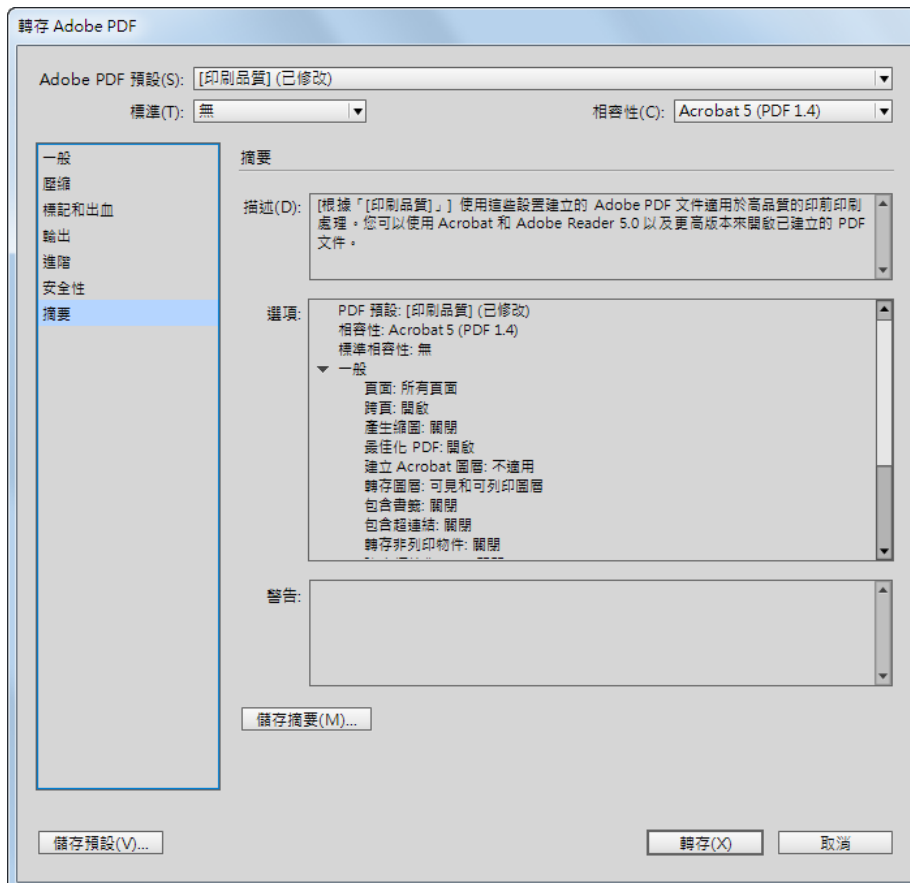 轉存 Adobe PDF
Adobe PDF 預設(S): [印刷品質] (已修改)
標準(T): 無
相容性(C): Acrobat 5 (PDF 1.4)
一般
壓縮
標記和出血
輸出
進階
安全性
摘要
摘要
描述(D): [根據「[印刷品質]」] 使用這些設置建立的 Adobe PDF 文件適用於高品質的印前印刷
處理。您可以使用 Acrobat 和 Adobe Reader 5.0 以及更高版本來開啟已建立的 PDF
文件。
選項: PDF 預設: [印刷品質] (已修改)
相容性: Acrobat 5 (PDF 1.4)
標準相容性: 無
一般
頁面: 所有頁面
跨頁: 開啟
產生縮圖: 關閉
最佳化 PDF: 開啟
建立 Acrobat 圖層: 不適用
轉存圖層: 可見和可列印圖層
包含書籤: 關閉
包含超連結: 關閉
轉存非列印物件: 關閉
警告:
儲存摘要(M)...
儲存預設(V)...
轉存(X)
取消